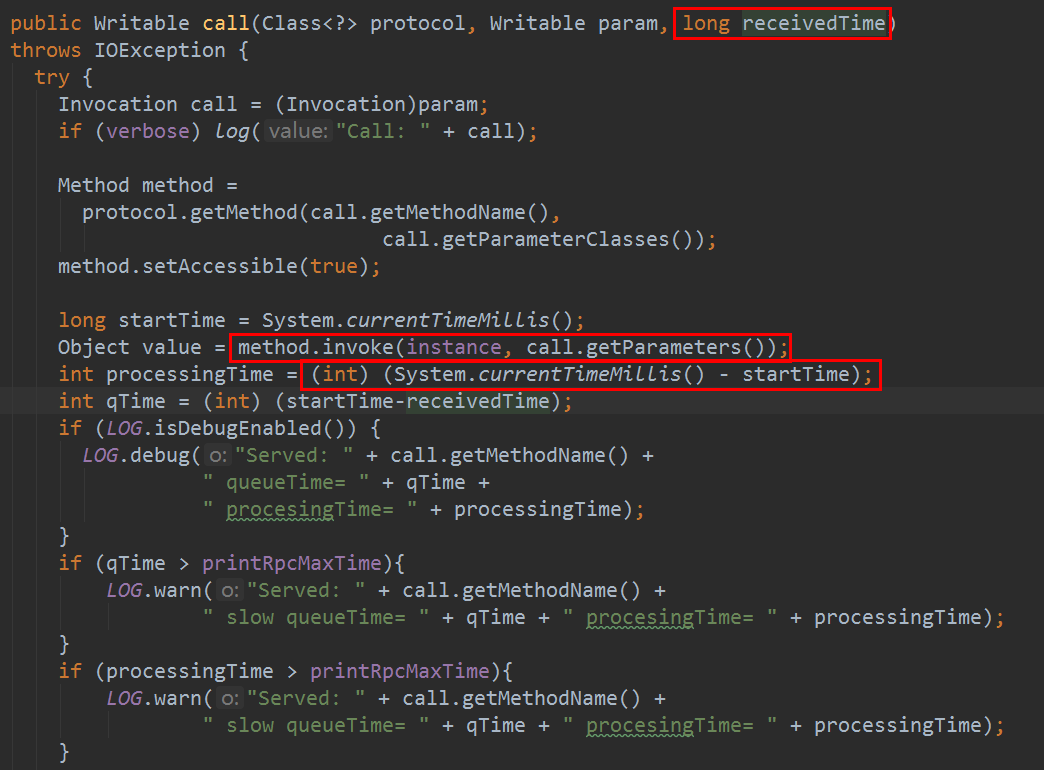 public Writable call(Class<?> protocol, Writable param, long receivedTime)
throws IOException {
  try {
    Invocation call = (Invocation)param;
    if (verbose) log( value: "Call: " + call);

    Method method =
      protocol.getMethod(call.getMethodName(),
                               call.getParameterClasses());
    method.setAccessible(true);

    long startTime = System.currentTimeMillis();
    Object value = method.invoke(instance, call.getParameters());
    int processingTime = (int) (System.currentTimeMillis() - startTime);
    int qTime = (int) (startTime-receivedTime);
    if (LOG.isDebugEnabled()) {
      LOG.debug( o: "Served: " + call.getMethodName() +
                " queueTime= " + qTime +
                " procesingTime= " + processingTime);
    }
    if (qTime > printRpcMaxTime){
        LOG.warn( o: "Served: " + call.getMethodName() +
                " slow queueTime= " + qTime + " procesingTime= " + processingTime);
    }
    if (processingTime > printRpcMaxTime){
        LOG.warn( o: "Served: " + call.getMethodName() +
                " slow queueTime= " + qTime + " procesingTime= " + processingTime);
    }